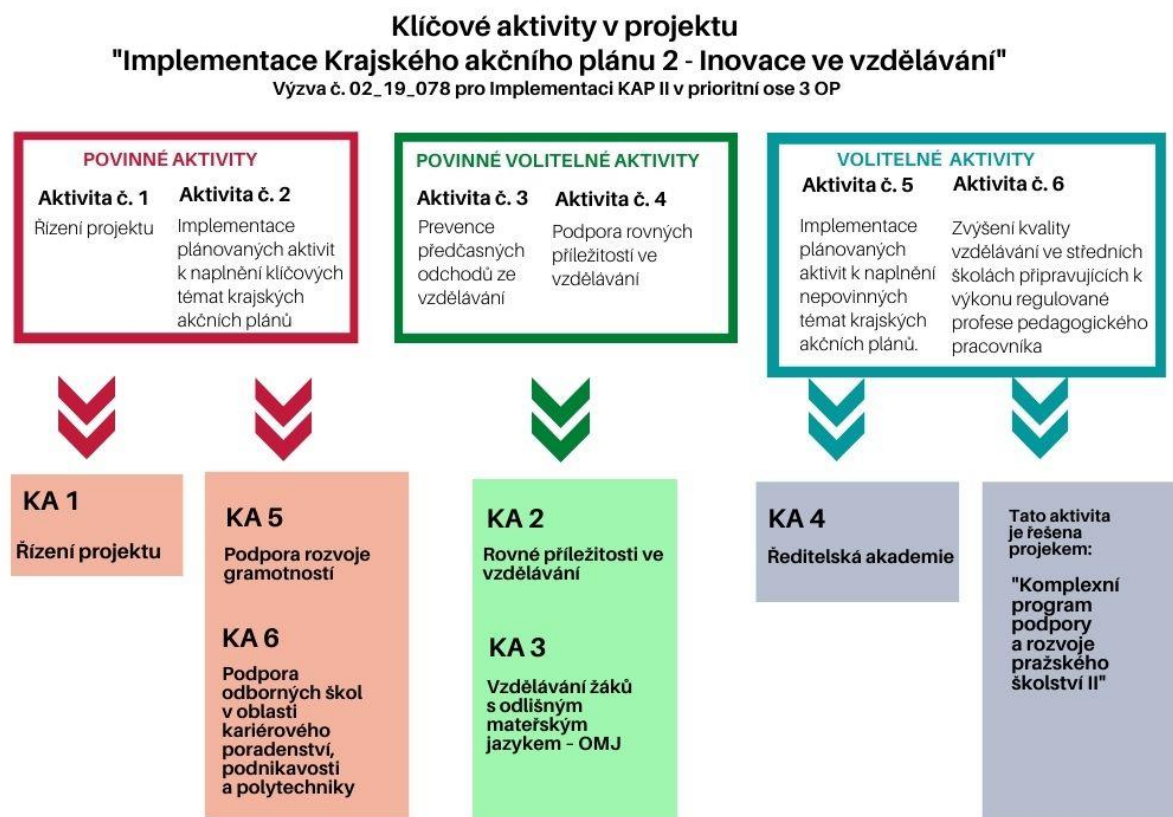 Klíčové aktivity v projektu
"Implementace Krajského akčního plánu 2 - Inovace ve vzdělávání"
Výzva č. 02_19_078 pro Implementaci KAP II v prioritní ose 3 OP
POVINNÉ AKTIVITY
Aktivita č. 1
Řízení projektu
Aktivita č. 2
Implementace
plánovaných aktivit
k naplnění klíčových
témat krajských
akčních plánů
POVINNÉ VOLITELNÉ AKTIVITY
Aktivita č. 3
Prevence
předčasných
odchodů ze
vzdělávání
Aktivita č. 4
Podpora rovných
příležitostí ve
vzdělávání
VOLITELNÉ AKTIVITY
Aktivita č. 5
Implementace
plánovaných
aktivit k naplnění
nepovinných
témat krajských
akčních plánů.
Aktivita č. 6
Zvýšení kvality
vzdělávání ve středních
školách připravujících k
výkonu regulované
profese pedagogického
pracovníka
KA 1
Řízení projektu
KA 5
Podpora rozvoje
gramotností
KA 6
Podpora
odborných škol
v oblasti
kariérového
poradenství,
podnikavosti
a polytechniky
KA 2
Rovné příležitosti ve
vzdělávání
KA 3
Vzdělávání žáků
s odlišným
mateřským
jazykem - OMJ
KA 4
Ředitelská akademie
Tato aktivita
je řešena
projekem:
"Komplexní
program
podpory
a rozvoje
pražského
školství II"